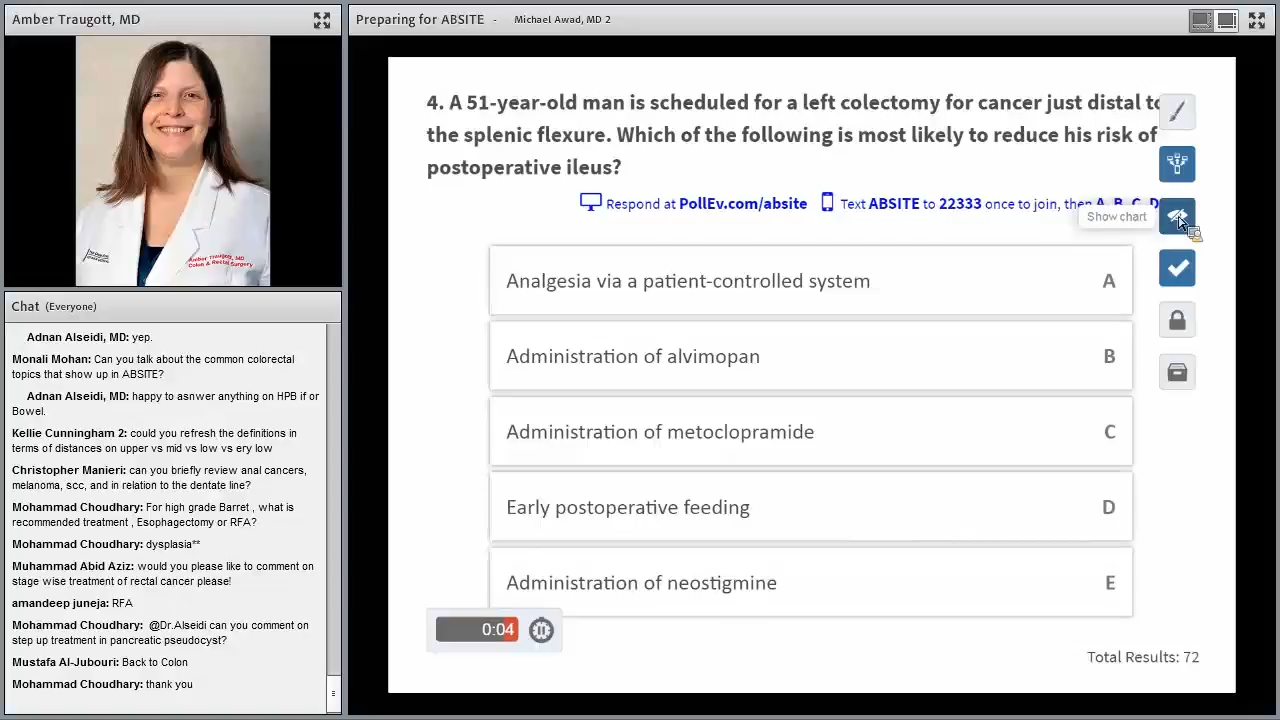 Amber Traugott, MD
Amber Traugott, MD
Colon & Rectal Surgery
Chat (Everyone)
Adnan Alseidi, MD: yep.
Monali Mohan: Can you talk about the common colorectal
topics that show up in ABSITE?
Adnan Alseidi, MD: happy to asnwer anything on HPB if or
Bowel.
Kellie Cunningham 2: could you refresh the definitions in
terms of distances on upper vs mid vs low vs ery low
Christopher Manieri: can you briefly review anal cancers,
melanoma, scc, and in relation to the dentate line?
Mohammad Choudhary: For high grade Barret , what is
recommended treatment , Esophagectomy or RFA?
Mohammad Choudhary: dysplasia**
Muhammad Abid Aziz: would you please like to comment on
stage wise treatment of rectal cancer please!
amandeep juneja: RFA
Mohammad Choudhary: @Dr.Alseidi can you comment on
step up treatment in pancreatic pseudocyst?
Mustafa Al-Jubouri: Back to Colon
Mohammad Choudhary: thank you
Preparing for ABSITE - Michael Awad, MD 2
4. A 51-year-old man is scheduled for a left colectomy for cancer just distal to
the splenic flexure. Which of the following is most likely to reduce his risk of
postoperative ileus?
Respond at PollEv.com/absite Text ABSITE to 22333 once to join, then A, B, C, D
Show chart
Analgesia via a patient-controlled system A
Administration of alvimopan B
Administration of metoclopramide C
Early postoperative feeding D
Administration of neostigmine E
0:04
Total Results: 72